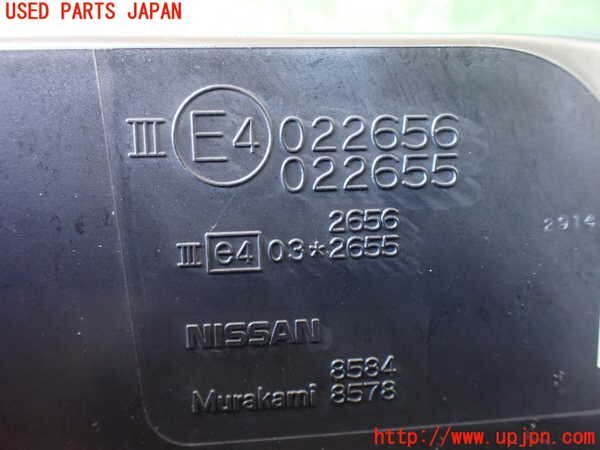 USED PARTS JAPAN
III E4 022656
022655
2656
III e4 03*2655
2914
NISSAN
8584
Murakami 8578
http://www.upjpn.com/